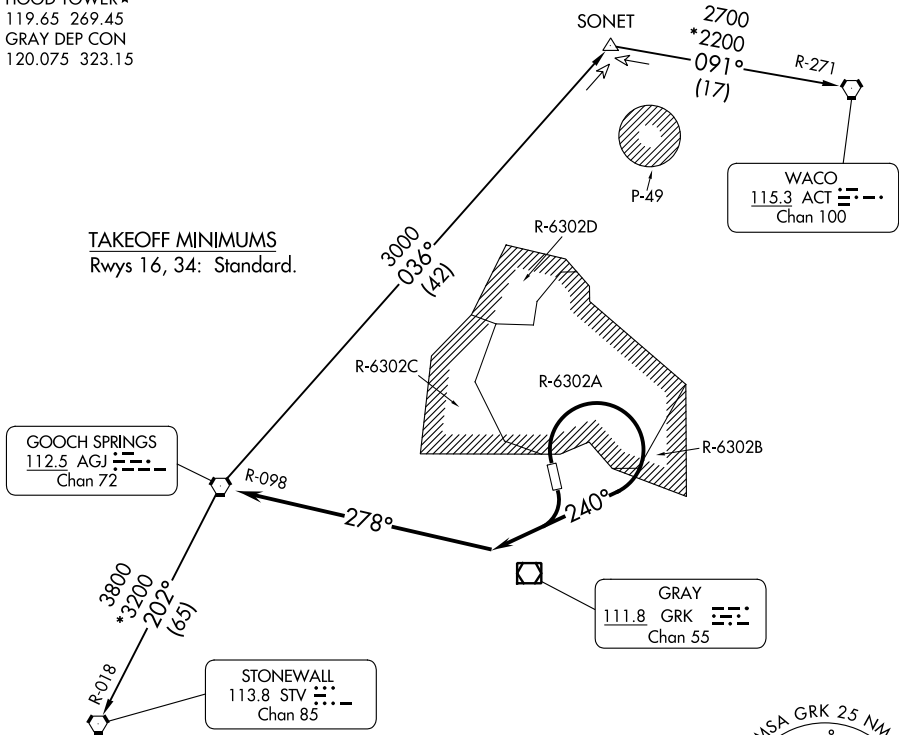 HOOD TOWER★
119.65 269.45
GRAY DEP CON
120.075 323.15
SONET
2700
*2200
091°
(17)
R-271
P-49
WACO
115.3 ACT
Chan 100
TAKEOFF MINIMUMS
Rwys 16, 34: Standard.
3000
036°
(42)
R-6302D
R-6302C
R-6302A
R-6302B
GOOCH SPRINGS
112.5 AGJ
Chan 72
R-098
278°
240°
GRAY
111.8 GRK
Chan 55
3800
*3200
202°
(65)
R-018
STONEWALL
113.8 STV
Chan 85
MSA GRK 25 NM